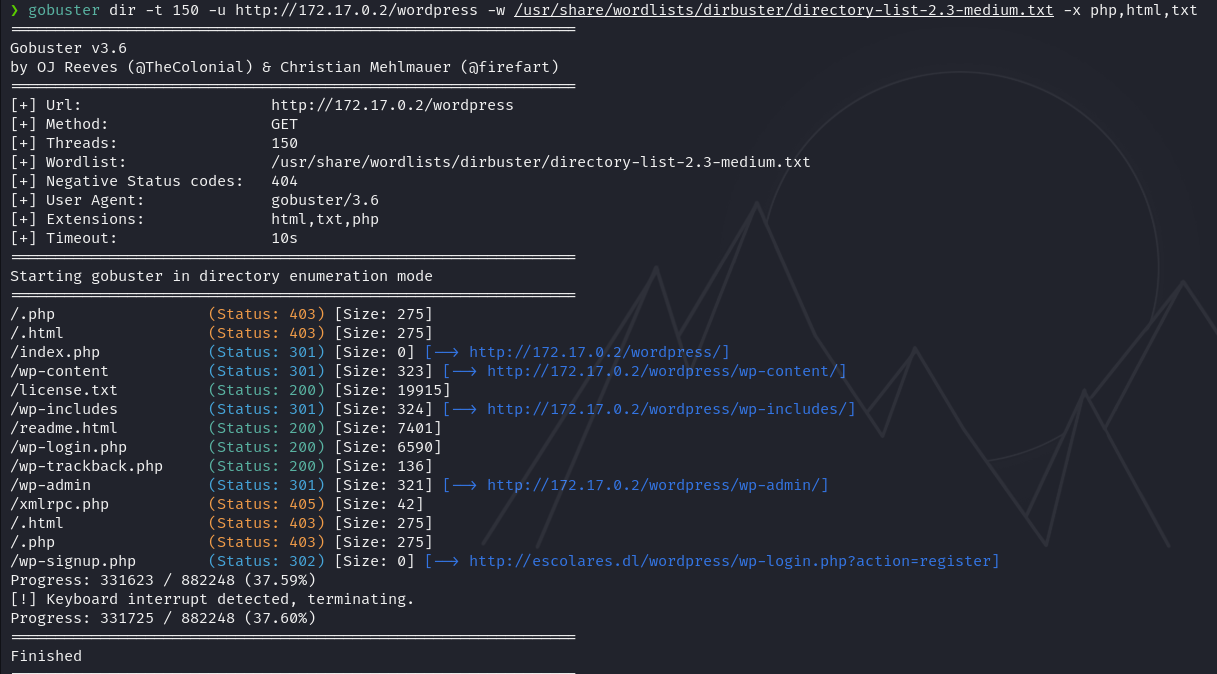 ❯ gobuster dir -t 150 -u http://172.17.0.2/wordpress -w /usr/share/wordlists/dirbuster/directory-list-2.3-medium.txt -x php,html,txt
===============================================================
Gobuster v3.6
by OJ Reeves (@TheColonial) & Christian Mehlmauer (@firefart)
===============================================================
[+] Url:                     http://172.17.0.2/wordpress
[+] Method:                  GET
[+] Threads:                 150
[+] Wordlist:                /usr/share/wordlists/dirbuster/directory-list-2.3-medium.txt
[+] Negative Status codes:   404
[+] User Agent:              gobuster/3.6
[+] Extensions:              html,txt,php
[+] Timeout:                 10s
===============================================================
Starting gobuster in directory enumeration mode
===============================================================
/.php                 (Status: 403) [Size: 275]
/.html                (Status: 403) [Size: 275]
/index.php            (Status: 301) [Size: 0] [--> http://172.17.0.2/wordpress/]
/wp-content           (Status: 301) [Size: 323] [--> http://172.17.0.2/wordpress/wp-content/]
/license.txt          (Status: 200) [Size: 19915]
/wp-includes          (Status: 301) [Size: 324] [--> http://172.17.0.2/wordpress/wp-includes/]
/readme.html          (Status: 200) [Size: 7401]
/wp-login.php         (Status: 200) [Size: 6590]
/wp-trackback.php     (Status: 200) [Size: 136]
/wp-admin             (Status: 301) [Size: 321] [--> http://172.17.0.2/wordpress/wp-admin/]
/xmlrpc.php           (Status: 405) [Size: 42]
/.html                (Status: 403) [Size: 275]
/.php                 (Status: 403) [Size: 275]
/wp-signup.php        (Status: 302) [Size: 0] [--> http://escolares.dl/wordpress/wp-login.php?action=register]
Progress: 331623 / 882248 (37.59%)
[!] Keyboard interrupt detected, terminating.
Progress: 331725 / 882248 (37.60%)
===============================================================
Finished
===============================================================